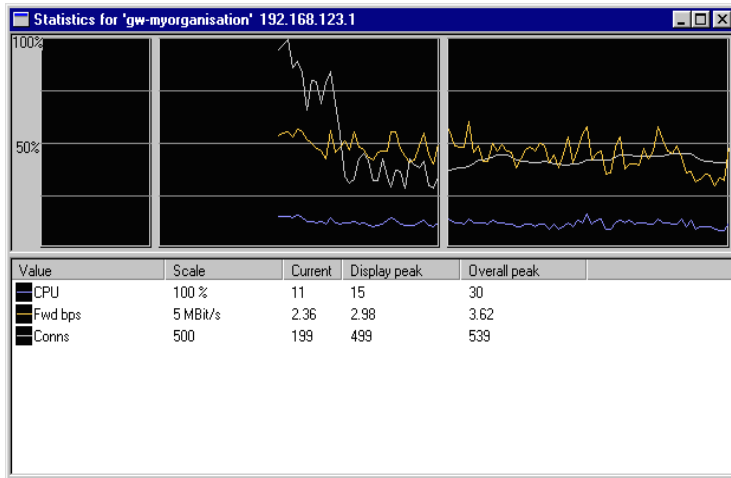 Statistics for 'gw-myorganisation' 192.168.123.1
100%
50%
Value Scale Current Display peak Overall peak
CPU 100 % 11 15 30
Fwd bps 5 MBit/s 2.36 2.98 3.62
Conns 500 199 499 539